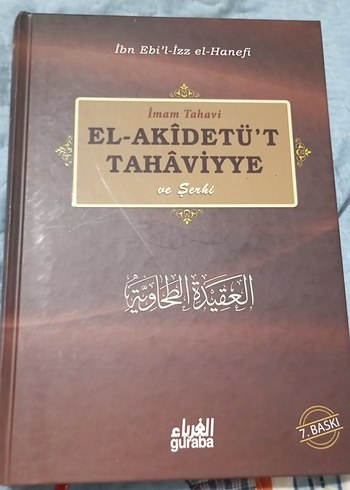 İbn Ebi'l-İzz el-Hanefi
İmam Tahavi
EL-AKÎDETÜ'T
TAHÂVİYYE
ve Şerhi
العقيدة الطحاوية
الغرباء
guraba
7. BASKI